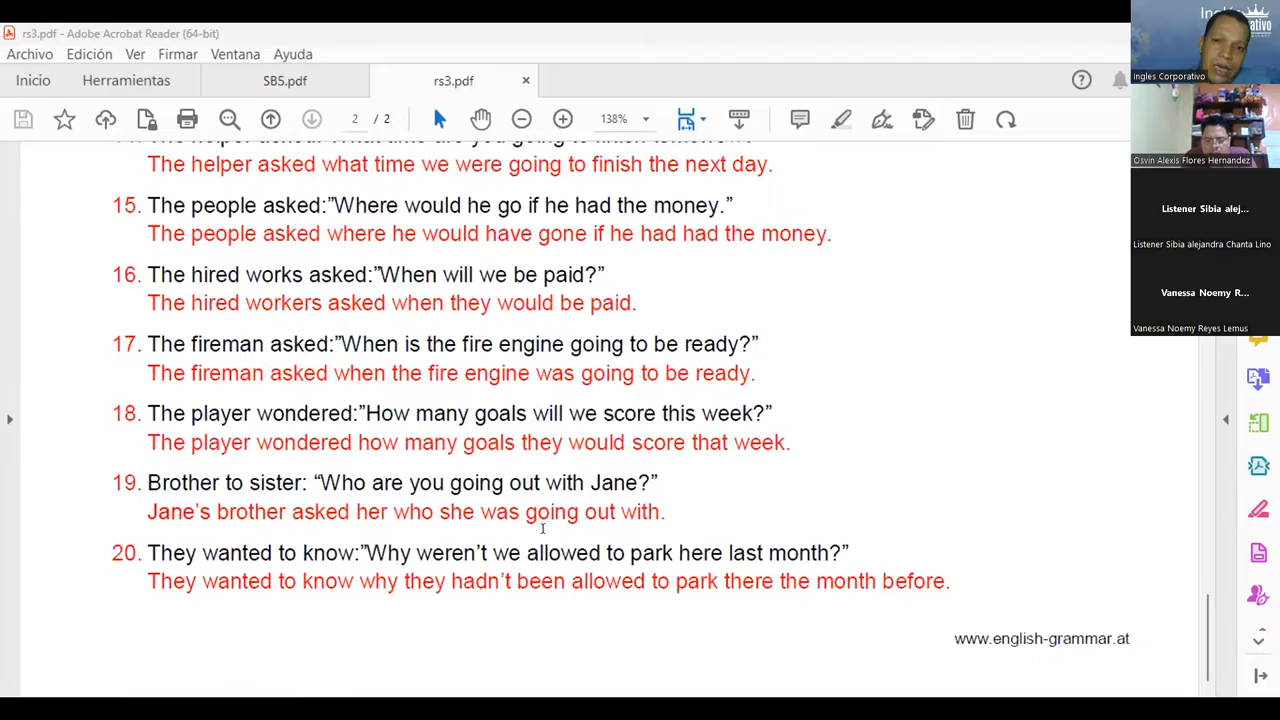 rs3.pdf - Adobe Acrobat Reader (64-bit)
Archivo Edición Ver Firmar Ventana Ayuda
Inicio Herramientas SB5.pdf rs3.pdf
2 / 2 138%
The helper asked what time we were going to finish the next day.
15. The people asked:”Where would he go if he had the money.”
The people asked where he would have gone if he had had the money.
16. The hired works asked:”When will we be paid?”
The hired workers asked when they would be paid.
17. The fireman asked:”When is the fire engine going to be ready?”
The fireman asked when the fire engine was going to be ready.
18. The player wondered:”How many goals will we score this week?”
The player wondered how many goals they would score that week.
19. Brother to sister: “Who are you going out with Jane?”
Jane’s brother asked her who she was going out with.
20. They wanted to know:”Why weren’t we allowed to park here last month?”
They wanted to know why they hadn’t been allowed to park there the month before.
www.english-grammar.at
Ingles Corporativo
Osvin Alexis Flores Hernandez
Listener Sibia alej...
Listener Sibia alejandra Chanta Lino
Vanessa Noemy R...
Vanessa Noemy Reyes Lemus